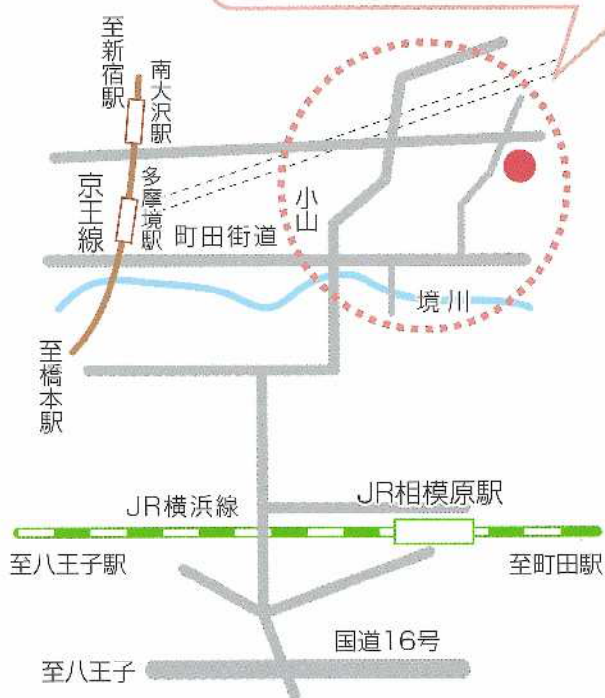 至新宿駅
南大沢駅
京王線
多摩境駅
小山
町田街道
境川
至橋本駅
JR横浜線
JR相模原駅
至八王子駅
至町田駅
国道16号
至八王子